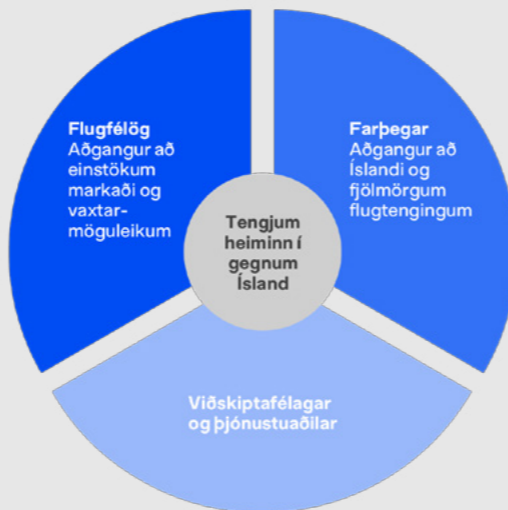 Flugfélög
Aðgangur að
einstökum
markaði og
vaxtar-
möguleikum
Farþegar
Aðgangur að
Íslandi og
fjölmörgum
flugtengingum
Tengjum
heiminn í
gegnum
Ísland
Viðskiptafélagar
og þjónustuaðilar